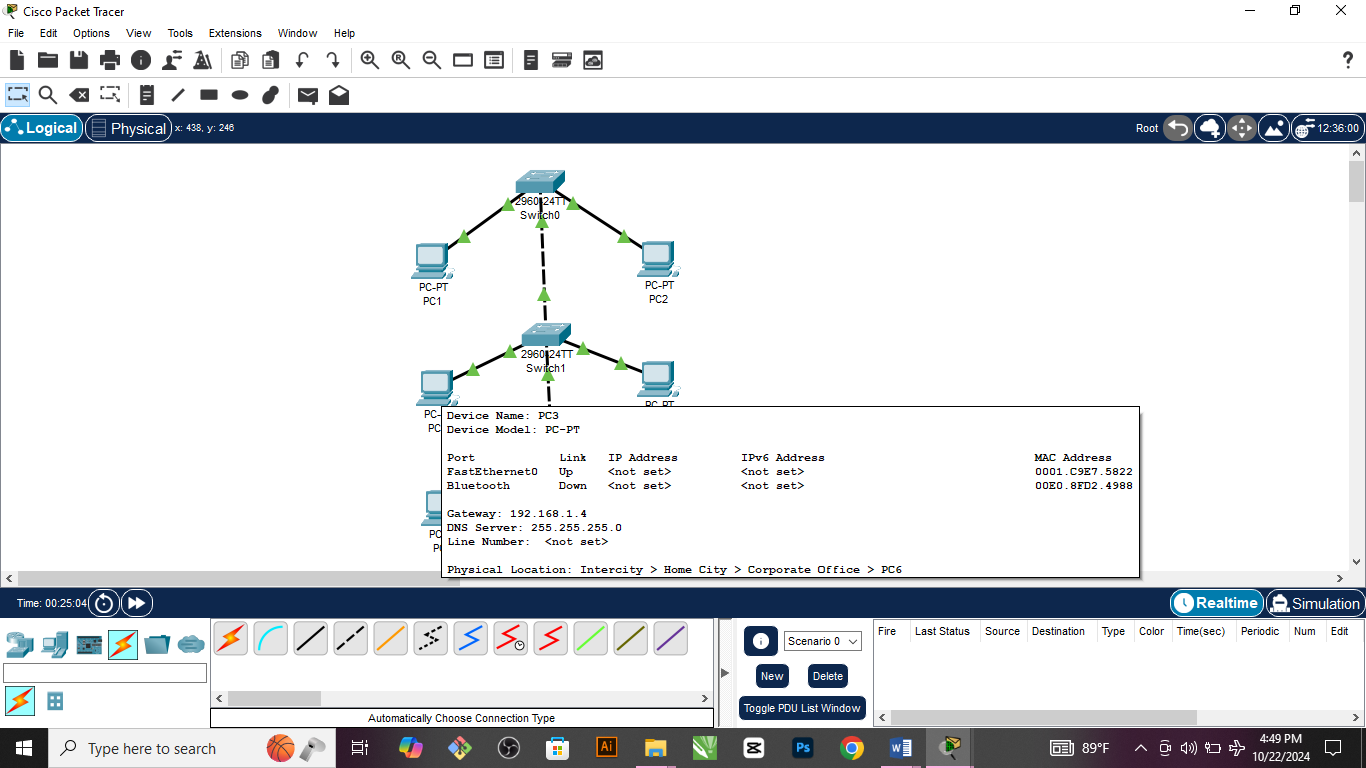 Cisco Packet Tracer
File Edit Options View Tools Extensions Window Help
Logical Physical x: 438, y: 246 Root 12:36:00
2960-24TT
Switch0
PC-PT
PC1
PC-PT
PC2
2960-24TT
Switch1
PC-
PC
PC-PT
Device Name: PC3
Device Model: PC-PT
Port Link IP Address IPv6 Address MAC Address
FastEthernet0 Up <not set> <not set> 0001.C9E7.5822
Bluetooth Down <not set> <not set> 00E0.8FD2.4988
Gateway: 192.168.1.4
DNS Server: 255.255.255.0
Line Number: <not set>
Physical Location: Intercity > Home City > Corporate Office > PC6
PC
P
Time: 00:25:04 Realtime Simulation
Scenario 0
New Delete
Toggle PDU List Window
Fire Last Status Source Destination Type Color Time(sec) Periodic Num Edit
Automatically Choose Connection Type
Type here to search
Ai
Ps
89°F
4:49 PM
10/22/2024